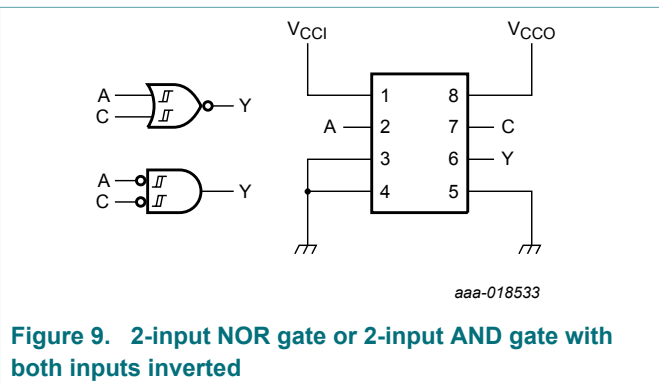 VCCI
VCCO
A
C
Y
A
C
Y
1 8
A 2 7 C
3 6 Y
4 5
aaa-018533
Figure 9. 2-input NOR gate or 2-input AND gate with
both inputs inverted